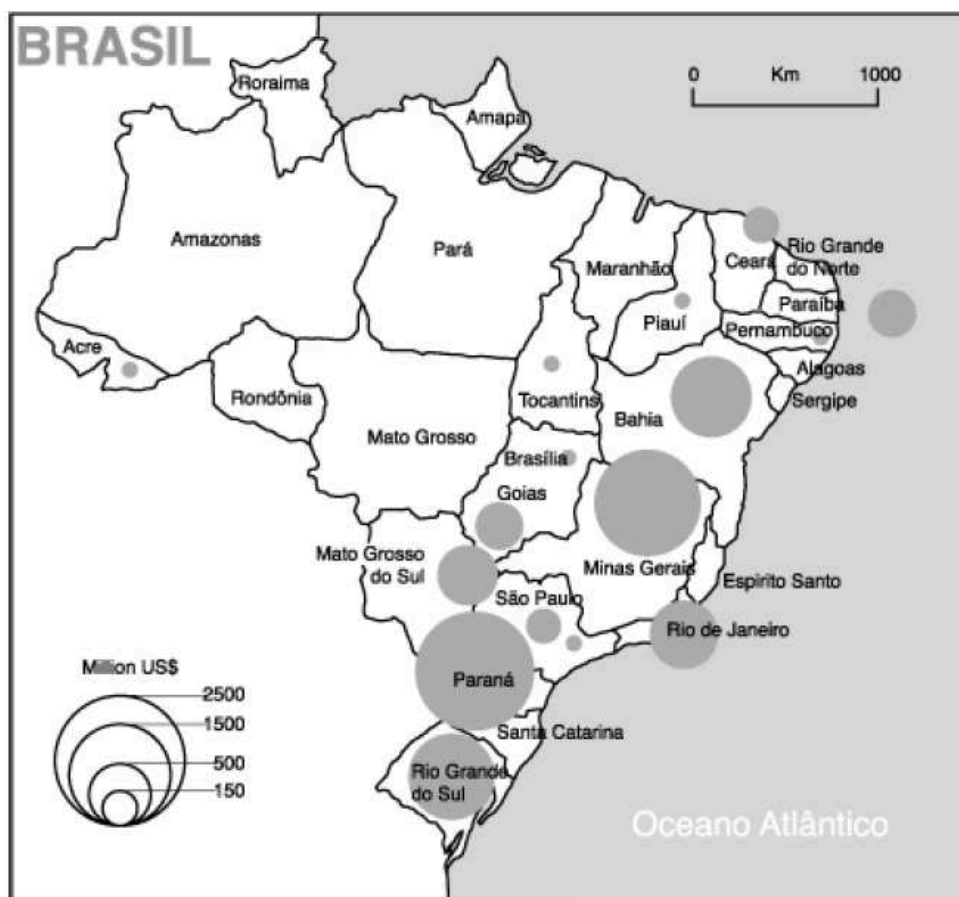 BRASIL
0 Km 1000
Roraima
Amapa
Amazonas
Pará
Maranhão
Ceará
Rio Grande
do Norte
Paraíba
Piauí
Pernambuco
Acre
Alagoas
Rondônia
Tocantins
Sergipe
Bahia
Mato Grosso
Brasília
Goias
Mato Grosso
do Sul
Minas Gerais
Espirito Santo
São Paulo
Rio de Janeiro
Paraná
Santa Catarina
Rio Grande
do Sul
US$
2500
1500
500
150
Oceano Atlântico